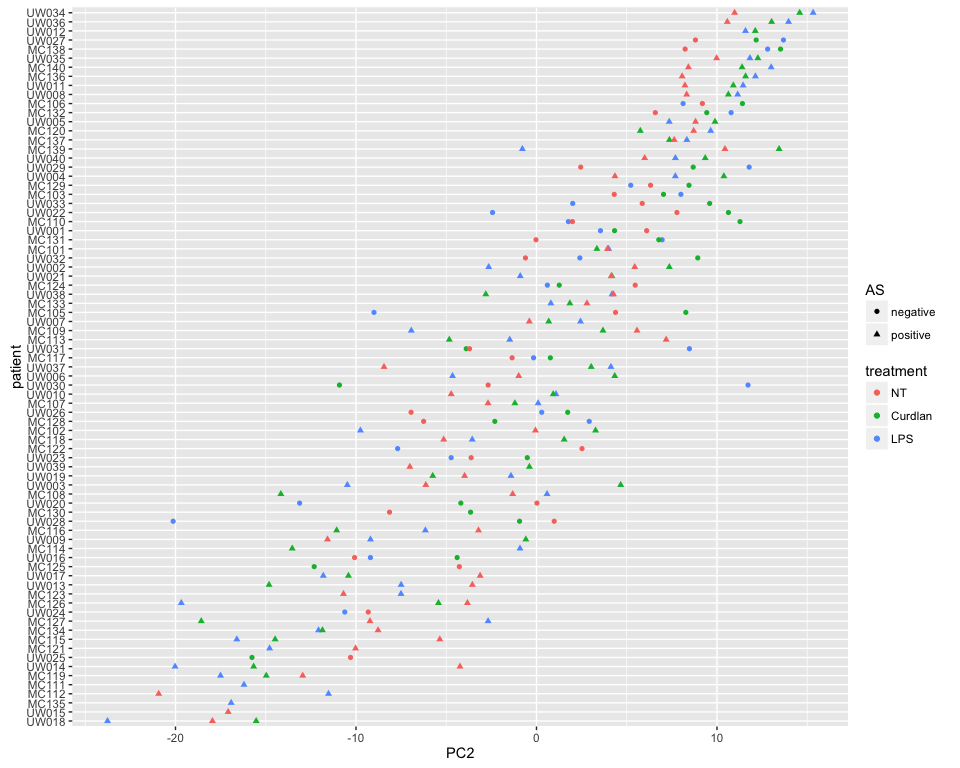 UW034
UW036
UW012
UW027
MC138
UW035
MC140
MC136
UW011
UW008
MC106
MC132
UW005
MC120
MC137
MC139
UW040
UW029
UW004
MC129
MC103
UW033
UW022
MC110
UW001
MC131
MC101
UW032
UW002
UW021
MC124
UW038
MC133
MC105
UW007
MC109
MC113
UW031
MC117
UW037
UW006
UW030
UW010
MC107
UW026
MC128
MC102
MC118
MC122
UW023
UW039
UW019
UW003
MC108
UW020
MC130
UW028
MC116
UW009
MC114
UW016
MC125
UW017
UW013
MC123
MC126
UW024
MC127
MC134
MC115
MC121
UW025
UW014
MC119
MC111
MC112
MC135
UW015
UW018
patient
-20 -10 0 10
PC2
AS
negative
positive
treatment
NT
Curdlan
LPS